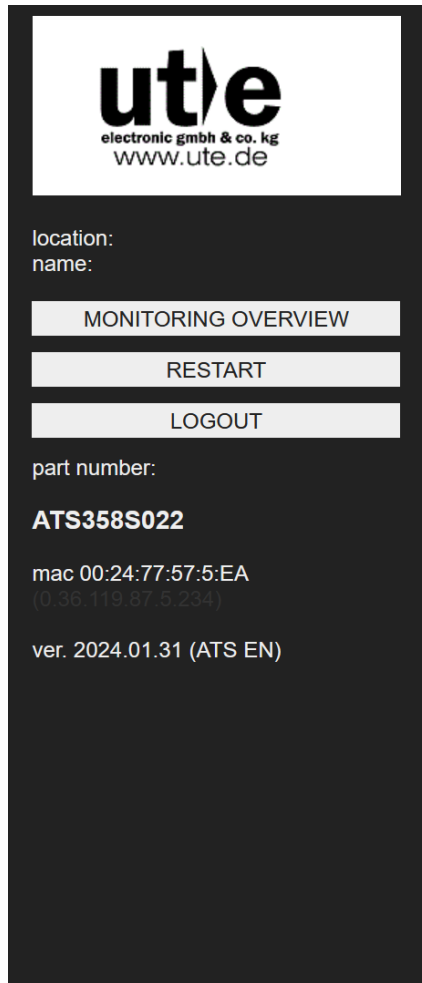 ute
electronic gmbh & co. kg
www.ute.de
location:
name:
MONITORING OVERVIEW
RESTART
LOGOUT
part number:
ATS358S022
mac 00:24:77:57:5:EA
(0.36.119.87.5.234)
ver. 2024.01.31 (ATS EN)